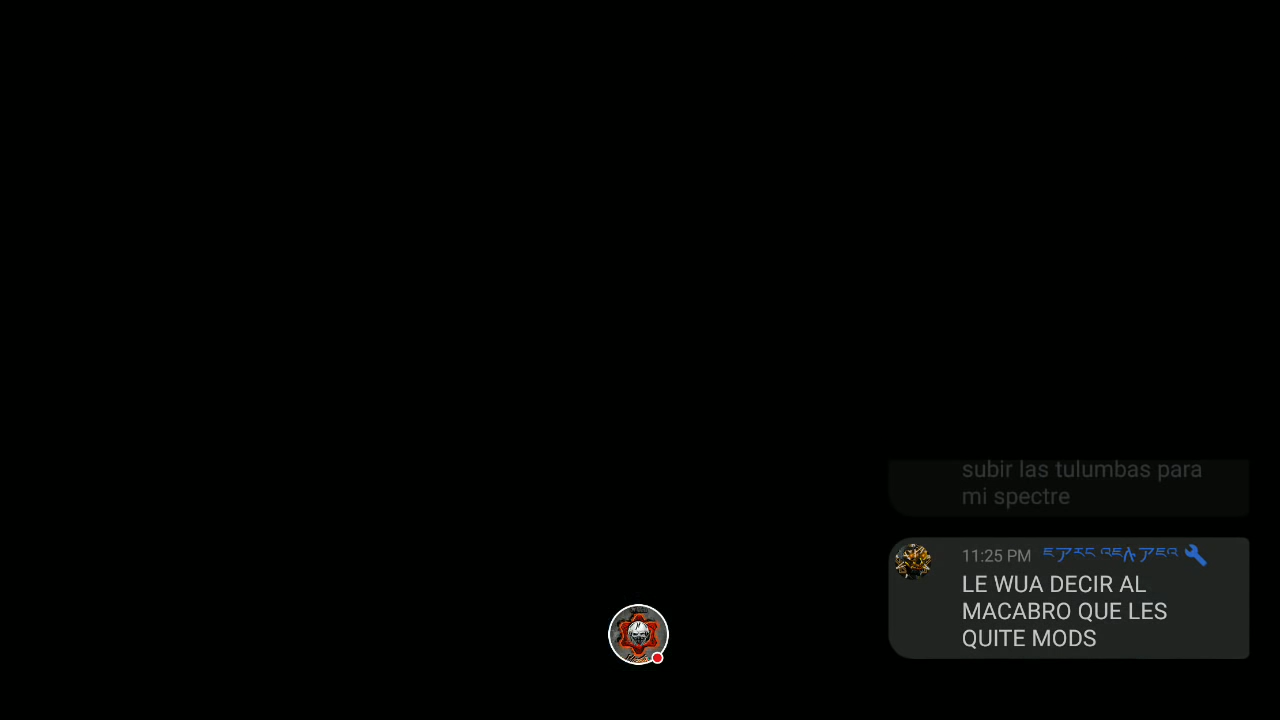 subir las tulumbas para
mi spectre
11:25 PM
LE WUA DECIR AL
MACABRO QUE LES
QUITE MODS